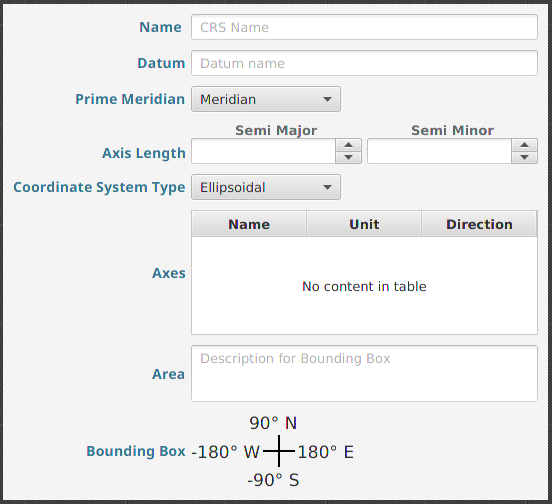 Name CRS Name
Datum Datum name
Prime Meridian Meridian
Semi Major Semi Minor
Axis Length
Coordinate System Type Ellipsoidal
Name Unit Direction
Axes No content in table
Description for Bounding Box
Area
90° N
Bounding Box -180° W 180° E
-90° S